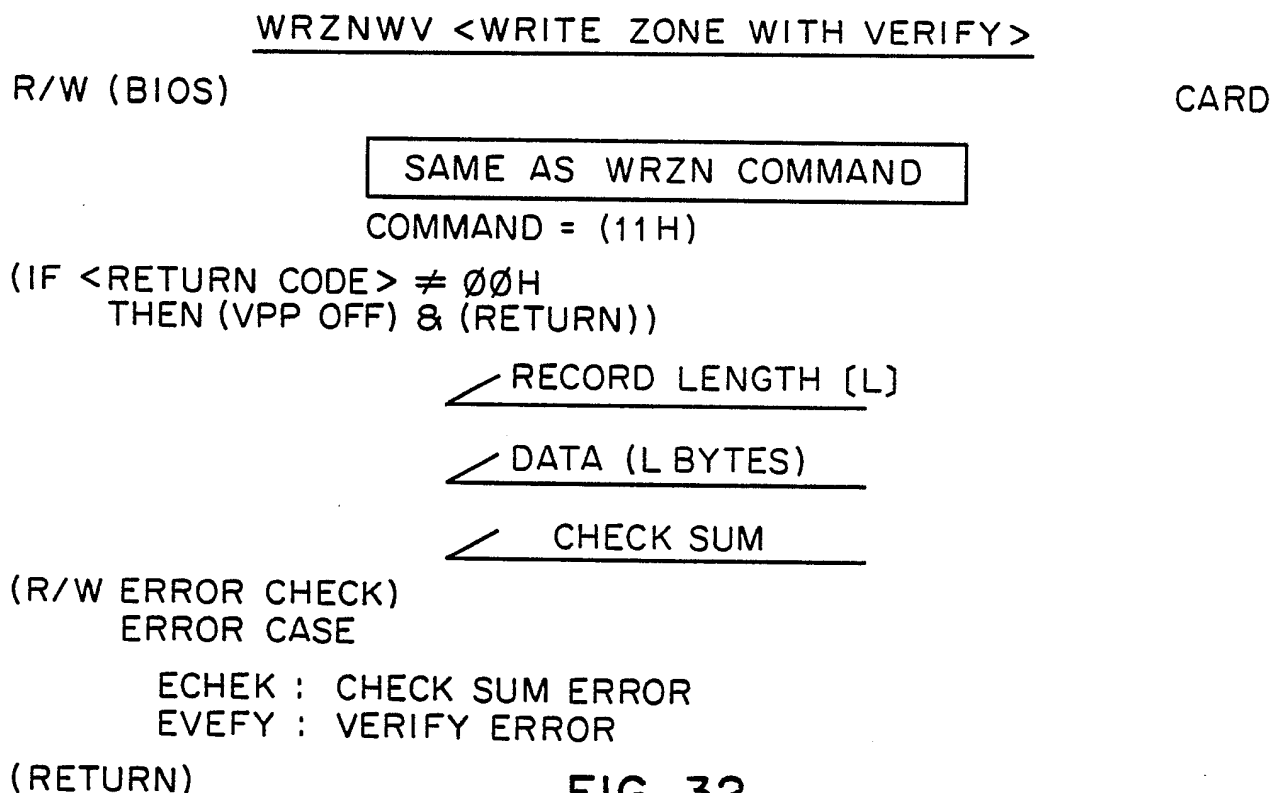 WRZNWV <WRITE ZONE WITH VERIFY>
R/W (BIOS)
CARD
SAME AS WRZN COMMAND
COMMAND = (11H)
(IF <RETURN CODE> ≠ ØØH
THEN (VPP OFF) & (RETURN))
RECORD LENGTH [L]
DATA (L BYTES)
CHECK SUM
(R/W ERROR CHECK)
ERROR CASE
ECHEK : CHECK SUM ERROR
EVEFY : VERIFY ERROR
(RETURN)
FIG. 32